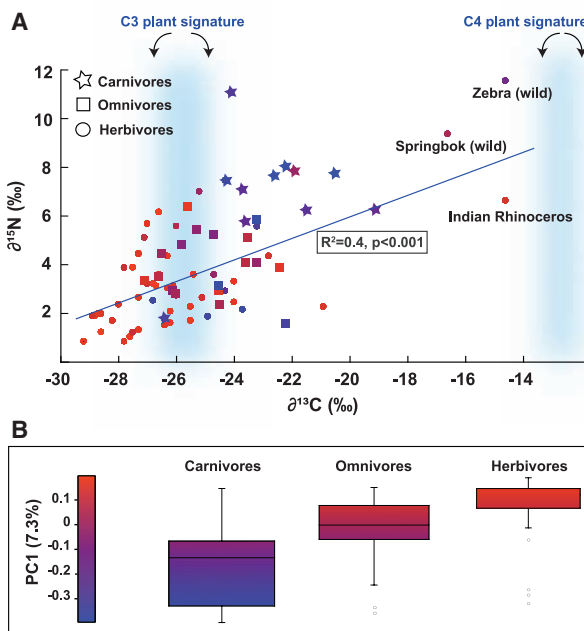 A
C3 plant signature
C4 plant signature
12
10
8
6
4
2
0
Carnivores
Omnivores
Herbivores
Zebra (wild)
Springbok (wild)
Indian Rhinoceros
R²=0.4, p<0.001
∂¹⁵N (‰)
-30
-28
-26
-24
-22
-20
-18
-16
-14
∂¹³C (‰)
B
Carnivores
Omnivores
Herbivores
PC1 (7.3%)
0.1
0
-0.1
-0.2
-0.3